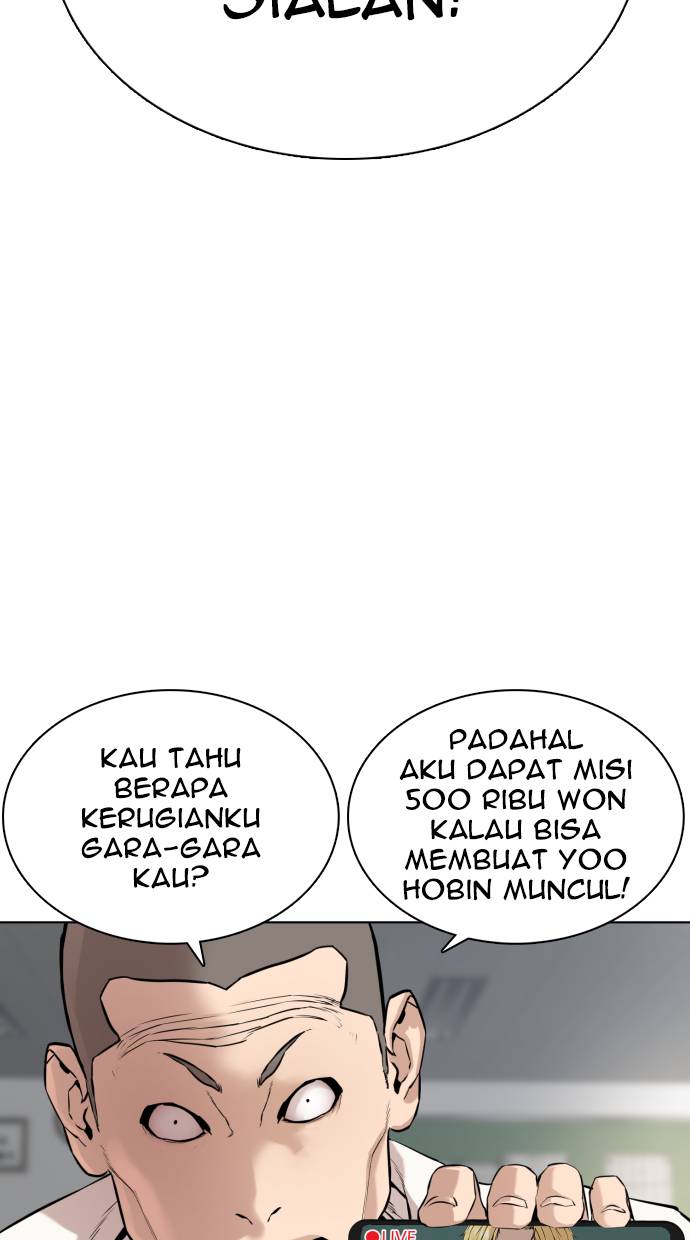 SIALAN!
KAU TAHU
BERAPA
KERUGIANKU
GARA-GARA
KAU?
PADAHAL
AKU DAPAT MISI
500 RIBU WON
KALAU BISA
MEMBUAT YOO
HOBIN MUNCUL!
LIVE